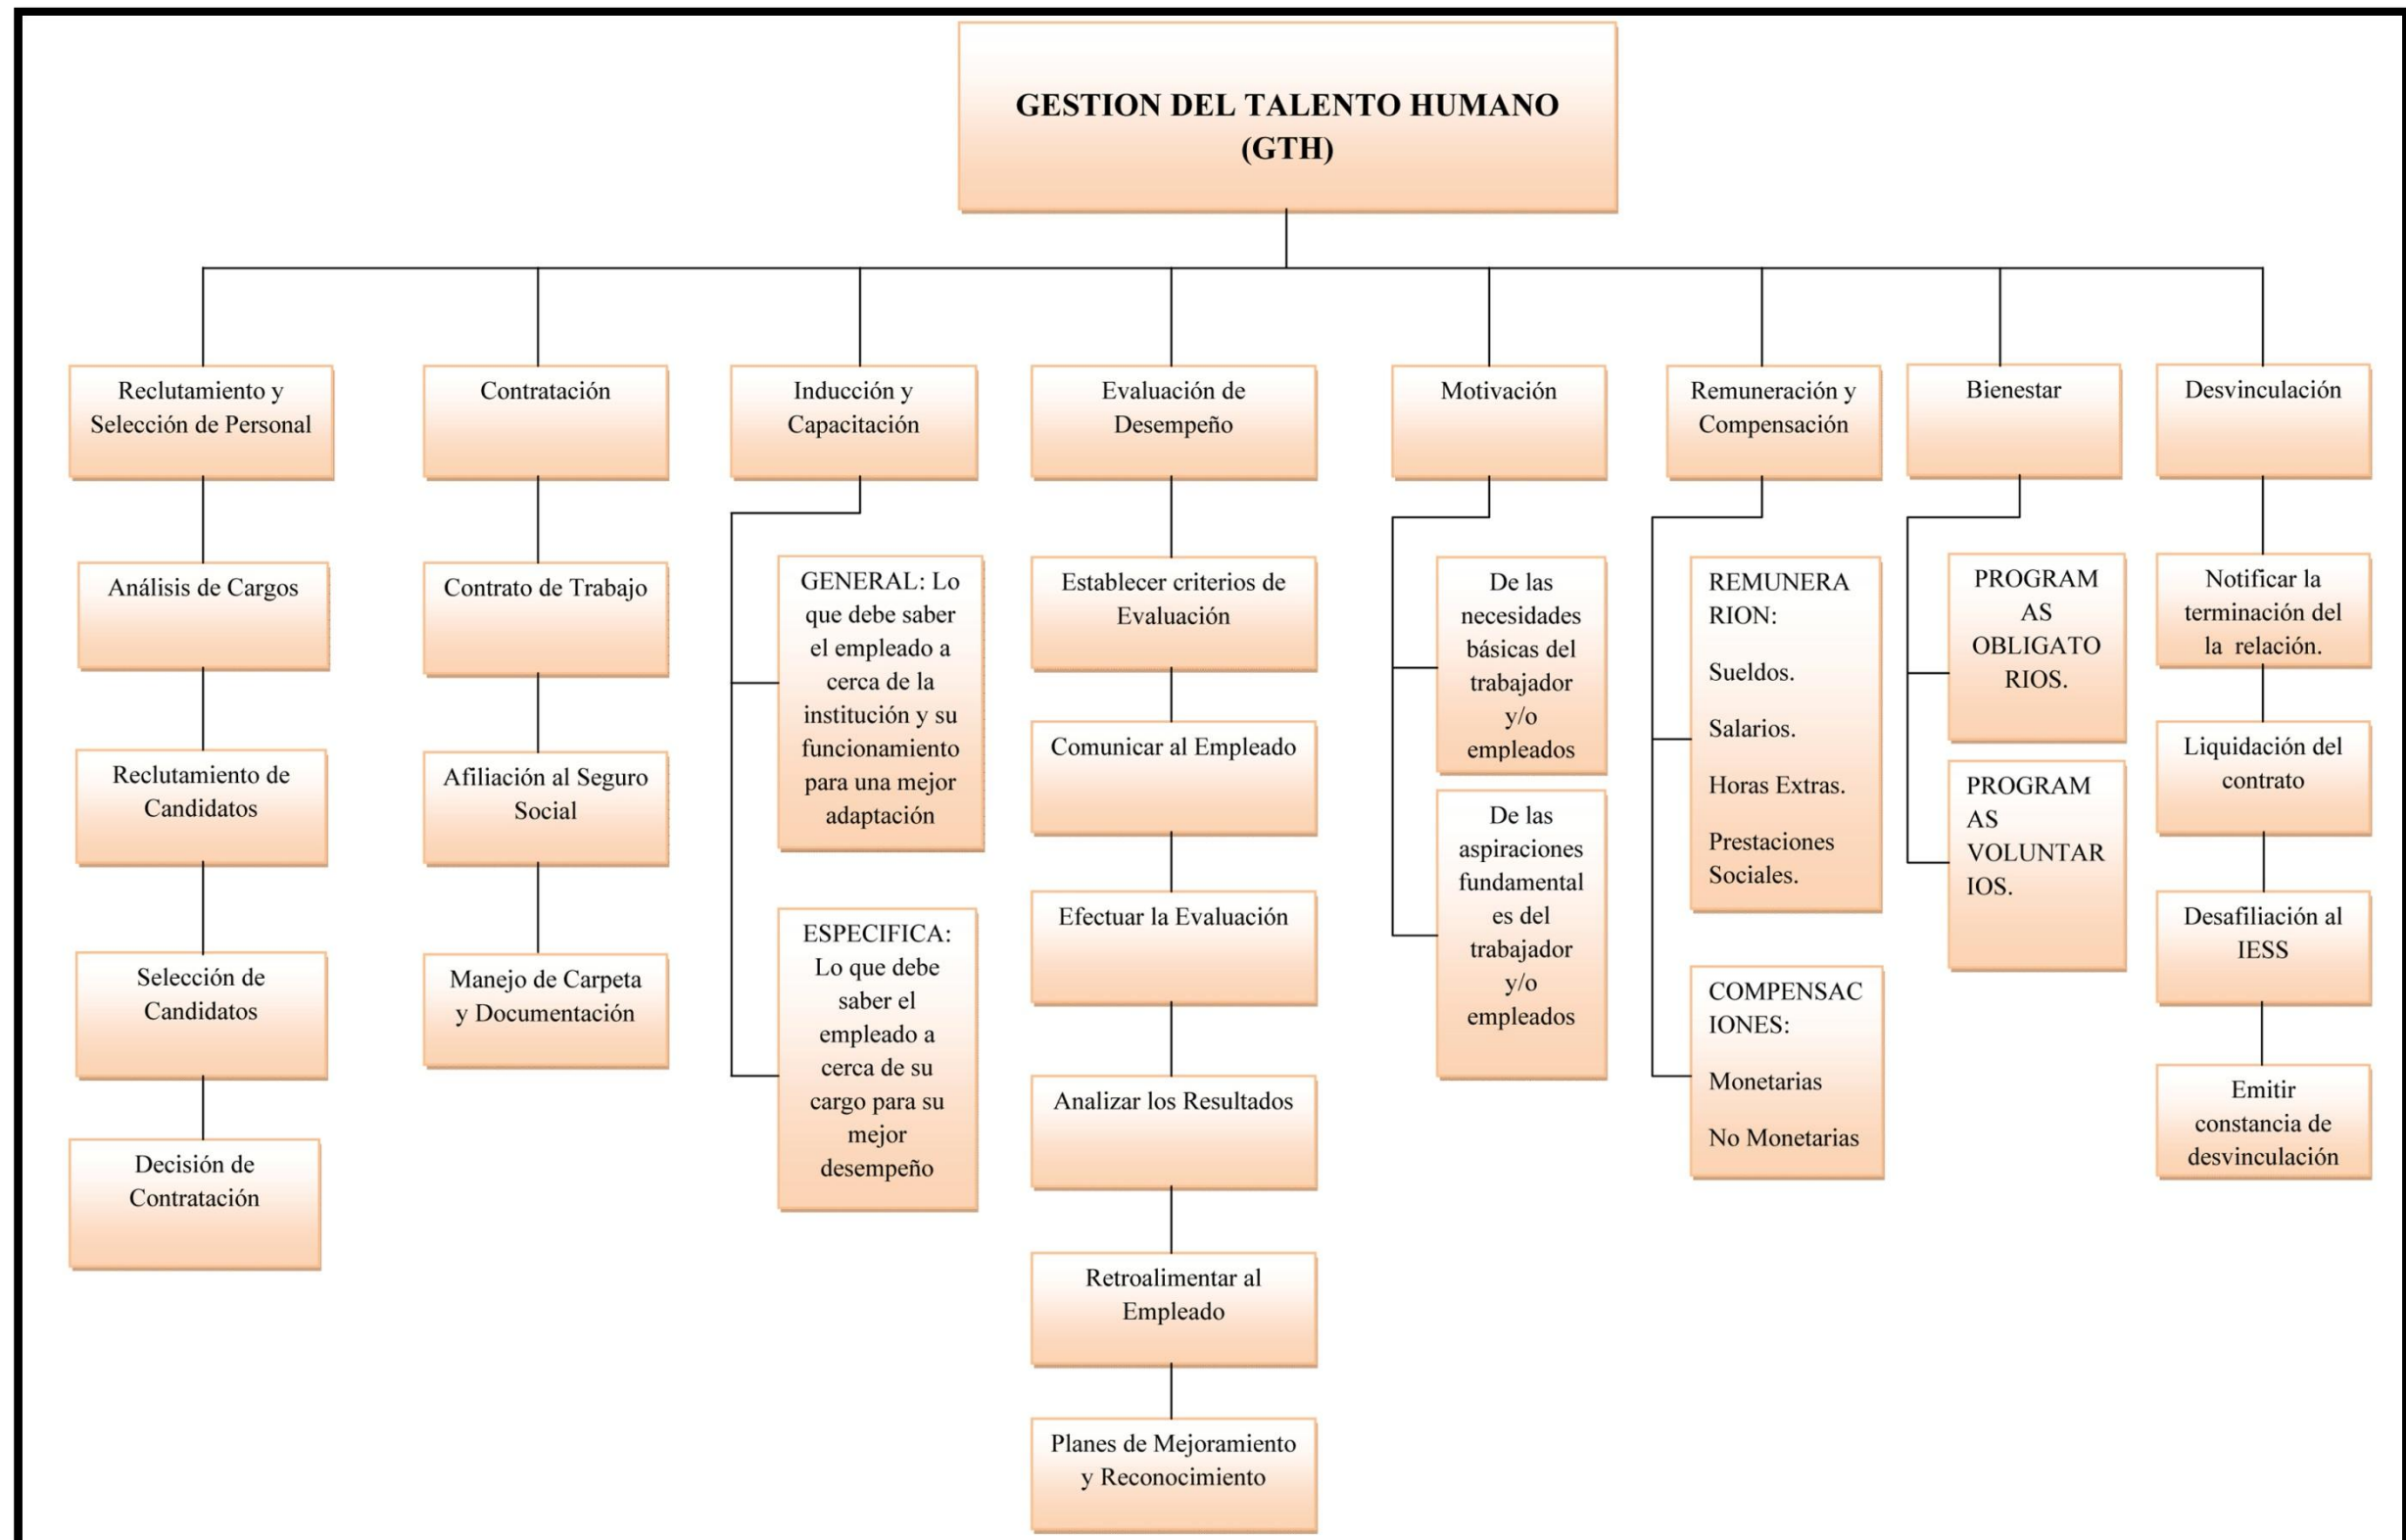 GESTION DEL TALENTO HUMANO
(GTH)
Reclutamiento y
Selección de Personal
Análisis de Cargos
Reclutamiento de
Candidatos
Selección de
Candidatos
Decisión de
Contratación
Contratación
Contrato de Trabajo
Afiliación al Seguro
Social
Manejo de Carpeta
y Documentación
Inducción y
Capacitación
GENERAL: Lo
que debe saber
el empleado a
cerca de la
institución y su
funcionamiento
para una mejor
adaptación
ESPECIFICA:
Lo que debe
saber el
empleado a
cerca de su
cargo para su
mejor
desempeño
Evaluación de
Desempeño
Establecer criterios de
Evaluación
Comunicar al Empleado
Efectuar la Evaluación
Analizar los Resultados
Retroalimentar al
Empleado
Planes de Mejoramiento
y Reconocimiento
Motivación
De las
necesidades
básicas del
trabajador
y/o
empleados
De las
aspiraciones
fundamental
es del
trabajador
y/o
empleados
Remuneración y
Compensación
REMUNERA
RION:
Sueldos.
Salarios.
Horas Extras.
Prestaciones
Sociales.
COMPENSAC
IONES:
Monetarias
No Monetarias
Bienestar
PROGRAM
AS
OBLIGATO
RIOS.
PROGRAM
AS
VOLUNTAR
IOS.
Desvinculación
Notificar la
terminación del
la  relación.
Liquidación del
contrato
Desafiliación al
IESS
Emitir
constancia de
desvinculación